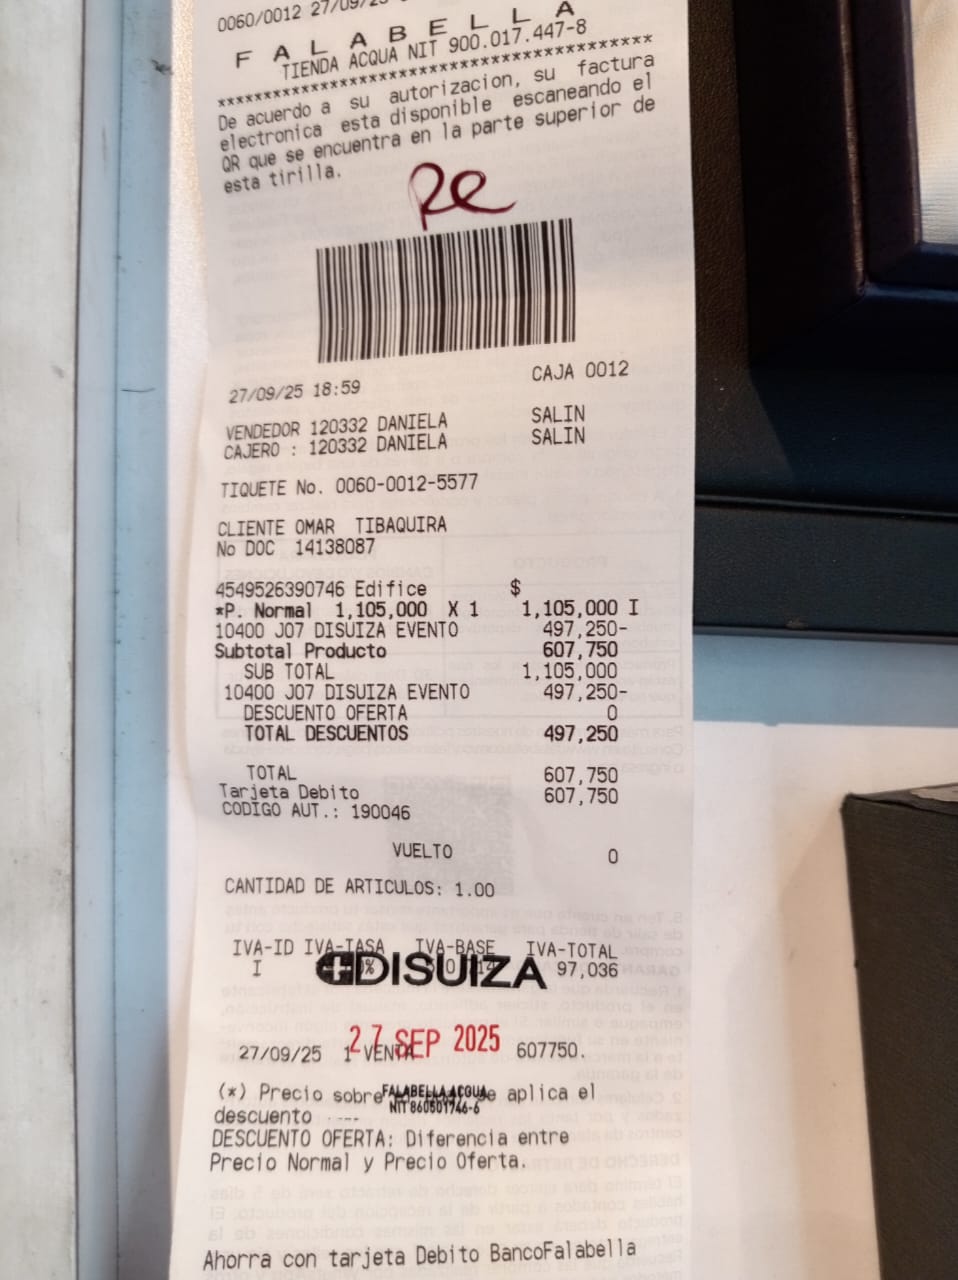 0060/0012 27/09/25
F A L A B E L L A
TIENDA ACQUA NIT 900.017.447-8
****************************************
De acuerdo a su autorizacion, su factura
electronica esta disponible escaneando el
QR que se encuentra en la parte superior de
esta tirilla.
Re
27/09/25 18:59 CAJA 0012
VENDEDOR 120332 DANIELA SALIN
CAJERO : 120332 DANIELA SALIN
TIQUETE No. 0060-0012-5577
CLIENTE OMAR TIBAQUIRA
No DOC 14138087
4549526390746 Edifice $
*P. Normal 1,105,000 X 1 1,105,000 I
10400 J07 DISUIZA EVENTO 497,250-
Subtotal Producto 607,750
SUB TOTAL 1,105,000
10400 J07 DISUIZA EVENTO 497,250-
DESCUENTO OFERTA 0
TOTAL DESCUENTOS 497,250
TOTAL 607,750
Tarjeta Debito 607,750
CODIGO AUT.: 190046
VUELTO 0
CANTIDAD DE ARTICULOS: 1.00
IVA-ID IVA-TASA IVA-BASE IVA-TOTAL
I 97,036
DISUIZA
27 SEP 2025
27/09/25 1 VENTA 607750.
FALABELLA ACQUA
NIT 860501746-6
(*) Precio sobre se aplica el
descuento
DESCUENTO OFERTA: Diferencia entre
Precio Normal y Precio Oferta.
Ahorra con tarjeta Debito BancoFalabella